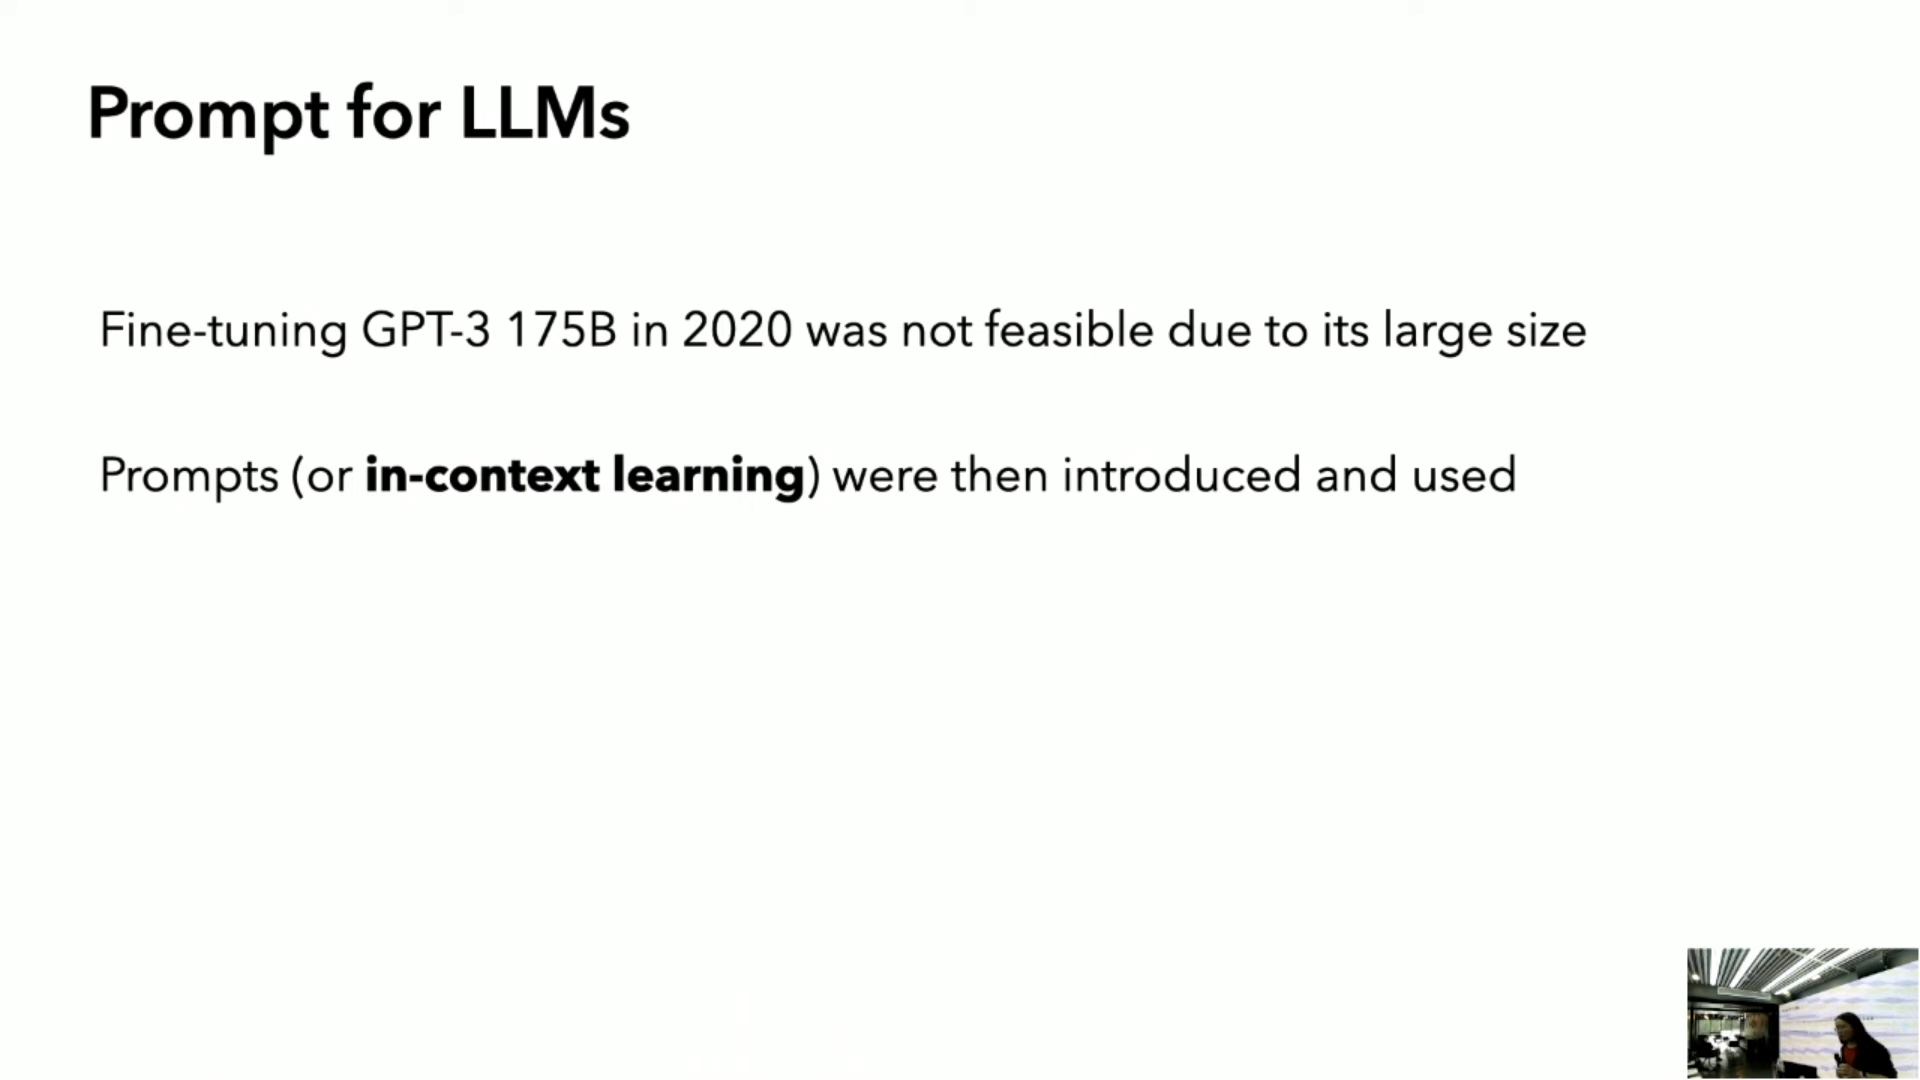 Prompt for LLMs
Fine-tuning GPT-3 175B in 2020 was not feasible due to its large size
Prompts (or in-context learning) were then introduced and used